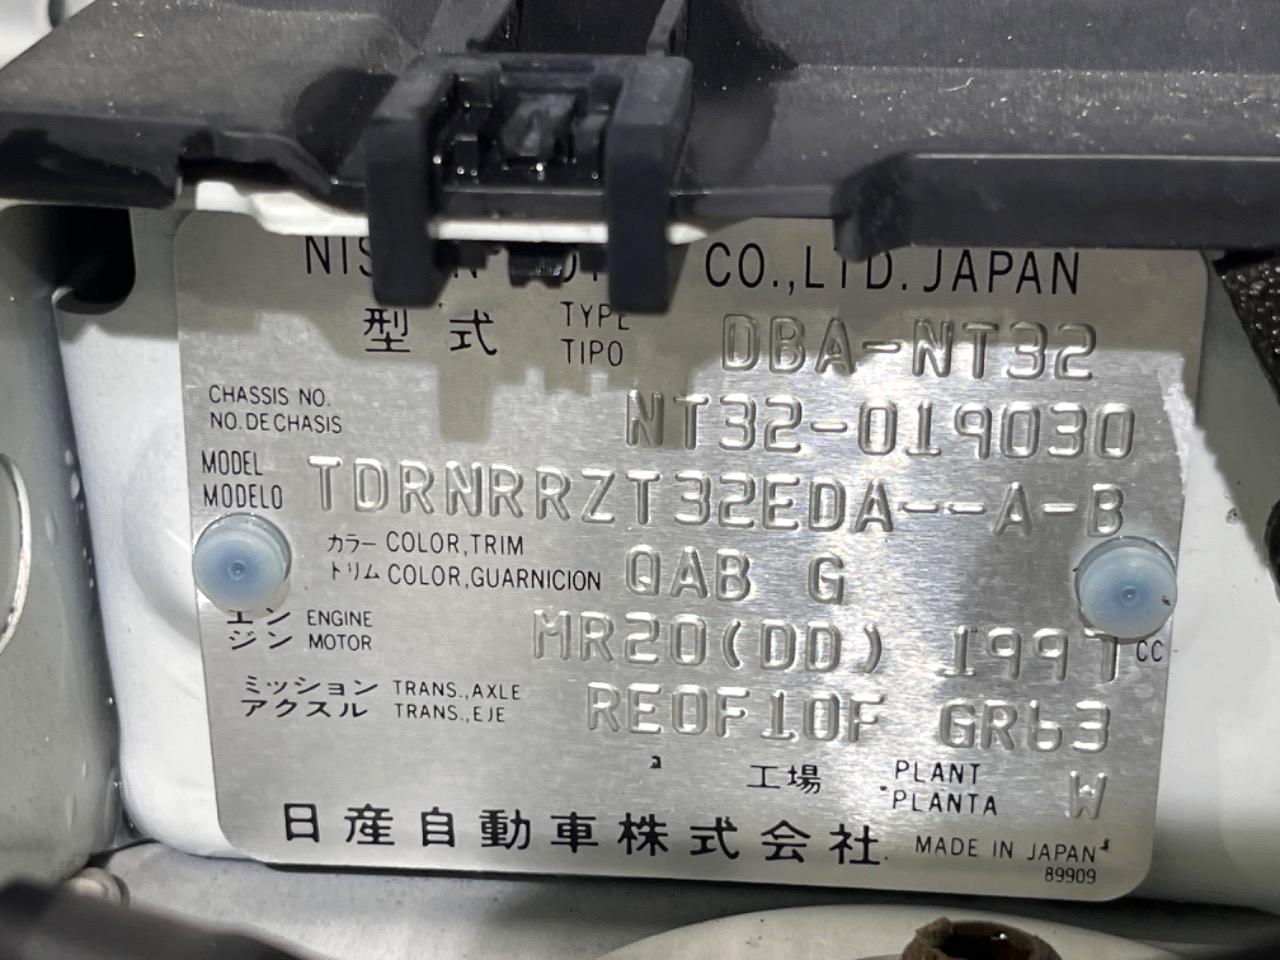 CO.,LTD. JAPAN
型式 TYPE TIPO DBA-NT32
CHASSIS NO.
NO. DE CHASIS NT32-019030
MODEL
MODELO TDRNRRZT32EDA--A-B
カラー COLOR,TRIM
トリム COLOR,GUARNICION QAB G
エン ENGINE
ジン MOTOR MR20(DD) 1997 CC
ミッション TRANS.,AXLE
アクスル TRANS.,EJE RE0F10F GR63
工場 PLANT
PLANTA W
日産自動車株式会社 MADE IN JAPAN
89909